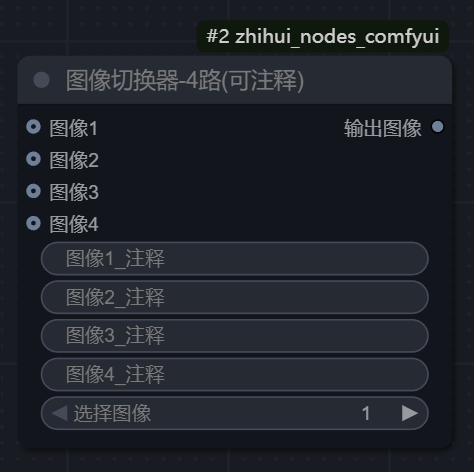 #2 zhihui_nodes_comfyui
图像切换器-4路(可注释)
图像1 输出图像
图像2
图像3
图像4
图像1_注释
图像2_注释
图像3_注释
图像4_注释
选择图像 1